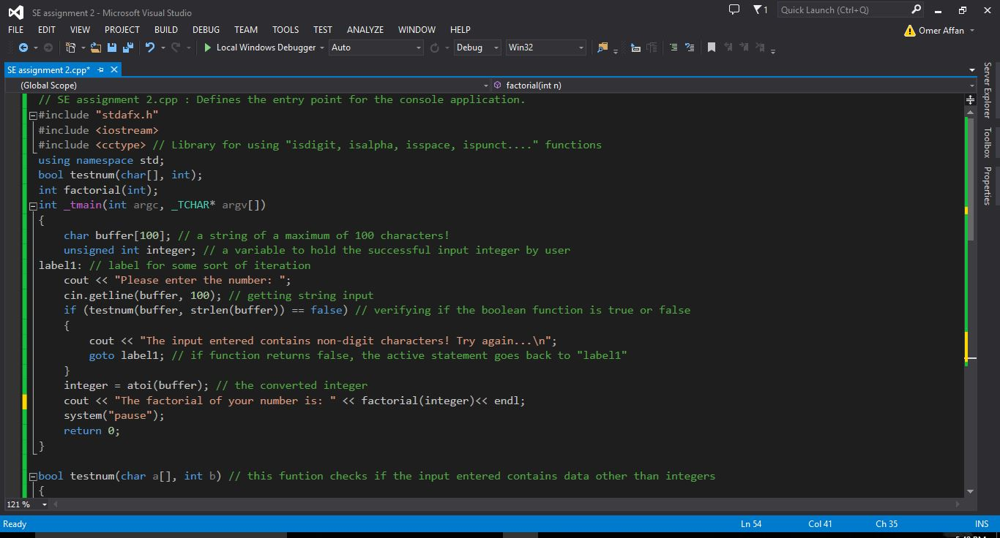 SE assignment 2 - Microsoft Visual Studio
1
Quick Launch (Ctrl+Q)
FILE EDIT VIEW PROJECT BUILD DEBUG TEAM TOOLS TEST ANALYZE WINDOW HELP
Omer Affan
Local Windows Debugger Auto Debug Win32
SE assignment 2.cpp*
(Global Scope) factorial(int n)
// SE assignment 2.cpp : Defines the entry point for the console application.
#include "stdafx.h"
#include <iostream>
#include <cctype> // Library for using "isdigit, isalpha, isspace, ispunct...." functions
using namespace std;
bool testnum(char[], int);
int factorial(int);
int _tmain(int argc, _TCHAR* argv[])
{
char buffer[100]; // a string of a maximum of 100 characters!
unsigned int integer; // a variable to hold the successful input integer by user
label1: // label for some sort of iteration
cout << "Please enter the number: ";
cin.getline(buffer, 100); // getting string input
if (testnum(buffer, strlen(buffer)) == false) // verifying if the boolean function is true or false
{
cout << "The input entered contains non-digit characters! Try again...\n";
goto label1; // if function returns false, the active statement goes back to "label1"
}
integer = atoi(buffer); // the converted integer
cout << "The factorial of your number is: " << factorial(integer)<< endl;
system("pause");
return 0;
}
bool testnum(char a[], int b) // this funtion checks if the input entered contains data other than integers
{
121 %
Ready Ln 54 Col 41 Ch 35 INS
Server Explorer
Toolbox
Properties